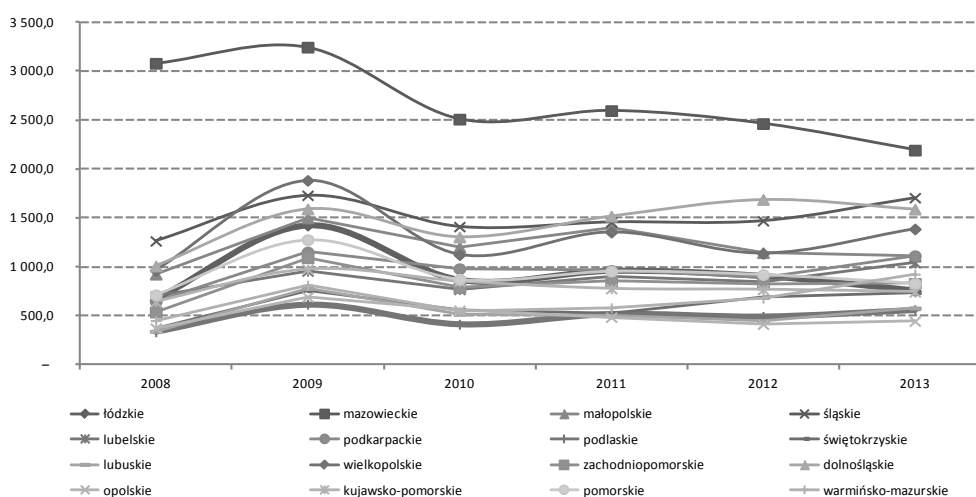 3 500,0
3 000,0
2 500,0
2 000,0
1 500,0
1 000,0
500,0
–
2008 2009 2010 2011 2012 2013
łódzkie mazowieckie małopolskie śląskie
lubelskie podkarpackie podlaskie świętokrzyskie
lubuskie wielkopolskie zachodniopomorskie dolnośląskie
opolskie kujawsko-pomorskie pomorskie warmińsko-mazurskie